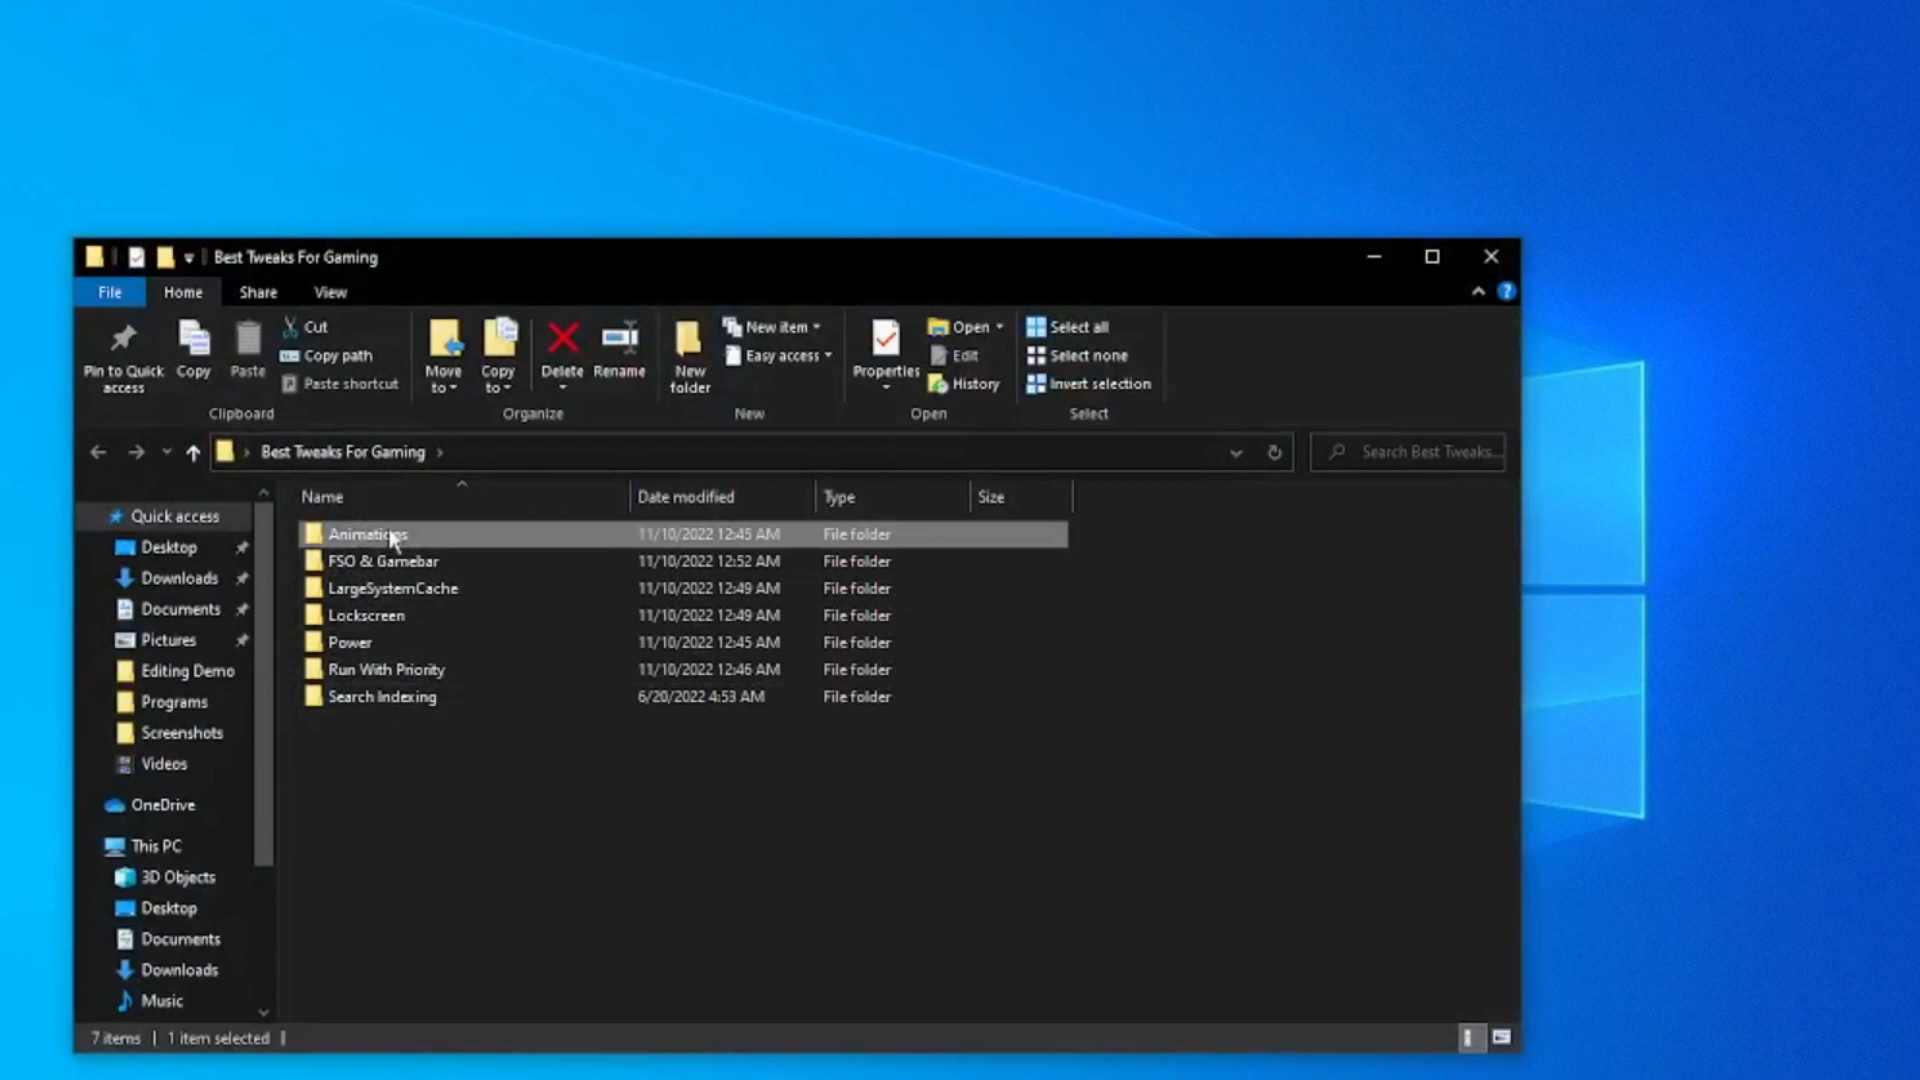 Best Tweaks For Gaming
File Home Share View
Pin to Quick access
Copy
Paste
Cut
Copy path
Paste shortcut
Clipboard
Move to
Copy to
Delete
Rename
Organize
New folder
New item
Easy access
New
Properties
Open
Edit
History
Open
Select all
Select none
Invert selection
Select
Best Tweaks For Gaming
Search Best Tweaks...
Name Date modified Type Size
Animations 11/10/2022 12:45 AM File folder
FSO & Gamebar 11/10/2022 12:52 AM File folder
LargeSystemCache 11/10/2022 12:49 AM File folder
Lockscreen 11/10/2022 12:49 AM File folder
Power 11/10/2022 12:45 AM File folder
Run With Priority 11/10/2022 12:46 AM File folder
Search Indexing 6/20/2022 4:53 AM File folder
Quick access
Desktop
Downloads
Documents
Pictures
Editing Demo
Programs
Screenshots
Videos
OneDrive
This PC
3D Objects
Desktop
Documents
Downloads
Music
7 items 1 item selected